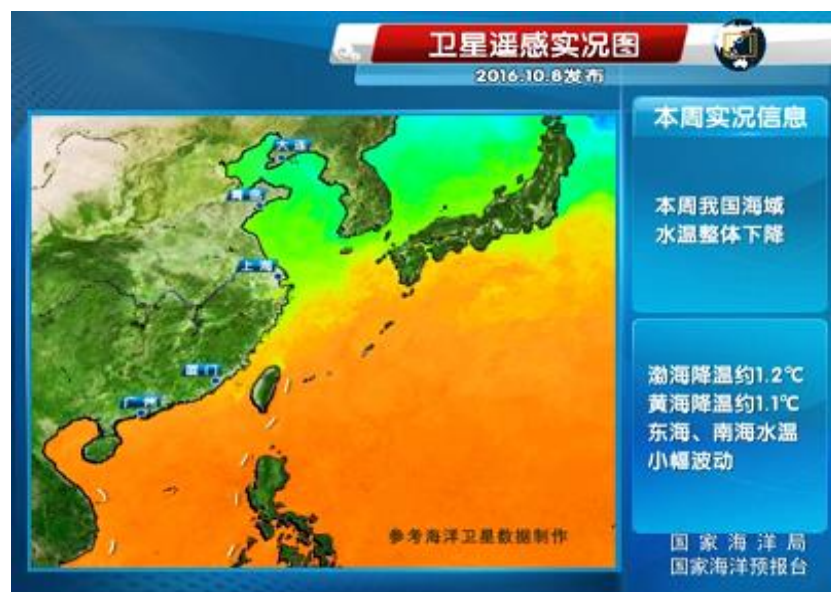 卫星遥感实况图
2016.10.8发布
本周实况信息
本周我国海域
水温整体下降
大连
青岛
上海
厦门
广州
渤海降温约1.2℃
黄海降温约1.1℃
东海、南海水温
小幅波动
参考海洋卫星数据制作
国家海洋局
国家海洋预报台